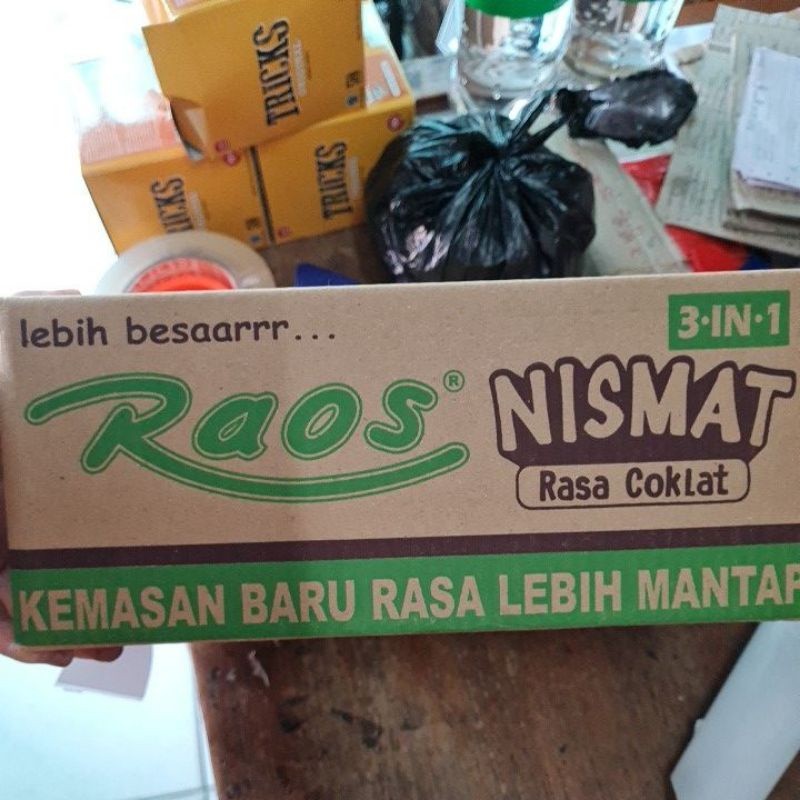 TRICKS
TRICKS
TRICKS
lebih besaarrr...
3·IN·1
Raos®
NISMAT
Rasa Coklat
KEMASAN BARU RASA LEBIH MANTAP